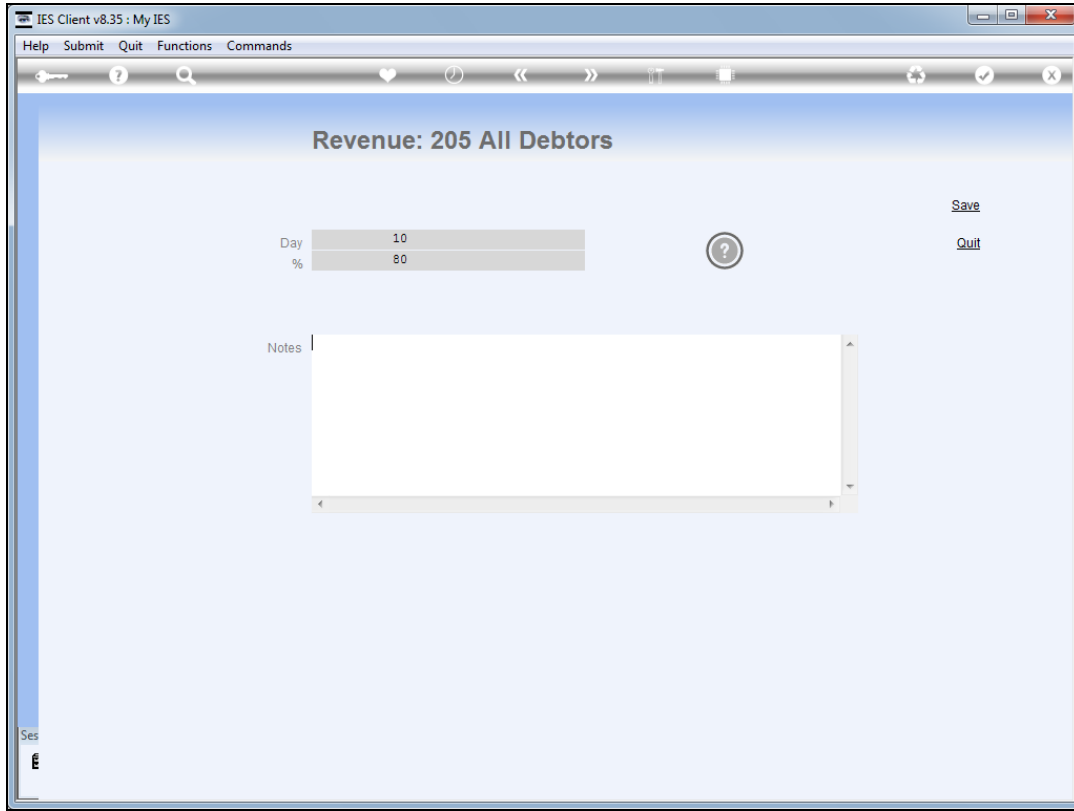 IES Client v8.35 : My IES
Help Submit Quit Functions Commands
Revenue: 205 All Debtors
Save
Day 10
Quit
% 80
Notes
Ses